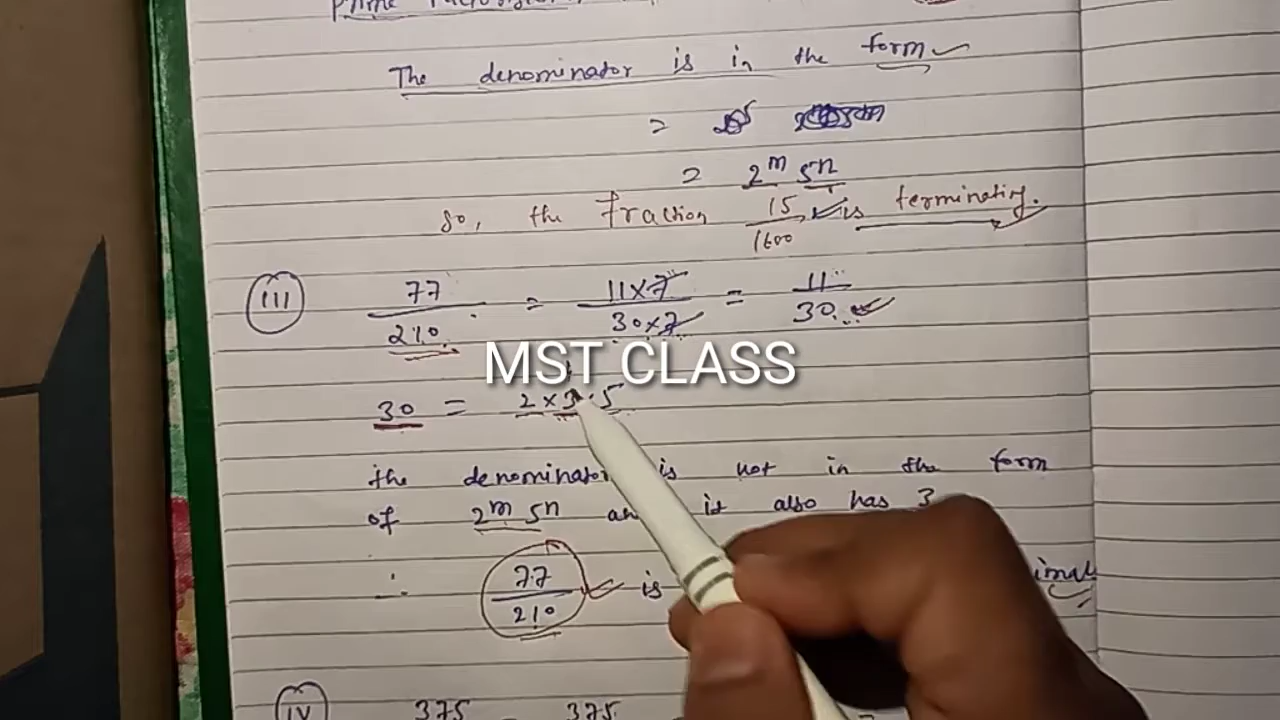 The denominator is in the form
=
= 2^m 5^n
So, the Fraction 15/1600 is terminating.
(III) 77/210 = 11×7/30×7 = 11/30
MST CLASS
30 = 2×3×5
the denominator is not in the form
of 2^m 5^n it also has 3
∴ 77/210 is
(IV) 375 = 375